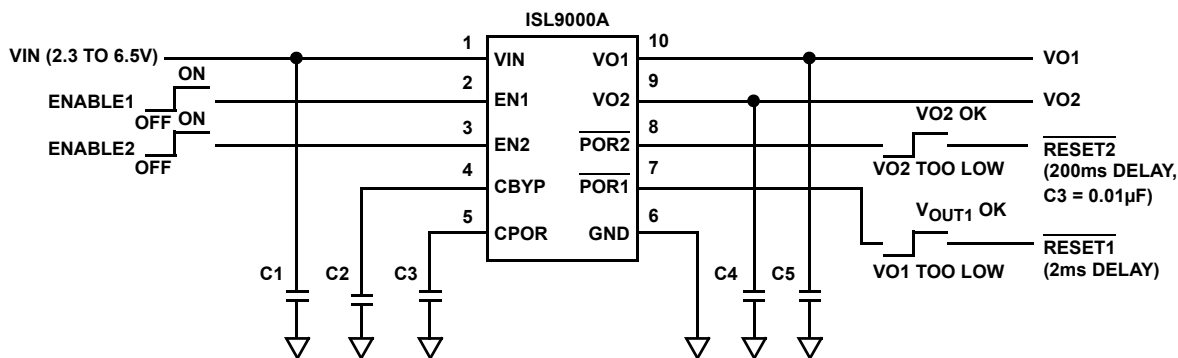 ISL9000A
VIN (2.3 TO 6.5V)
1
VIN
VO1
10
VO1
ON
ENABLE1
OFF
2
EN1
VO2
9
VO2
ON
ENABLE2
OFF
3
EN2
POR2
8
VO2 OK
VO2 TOO LOW
RESET2
(200ms DELAY,
C3 = 0.01µF)
4
CBYP
POR1
7
VOUT1 OK
VO1 TOO LOW
RESET1
(2ms DELAY)
5
CPOR
GND
6
C1
C2
C3
C4
C5